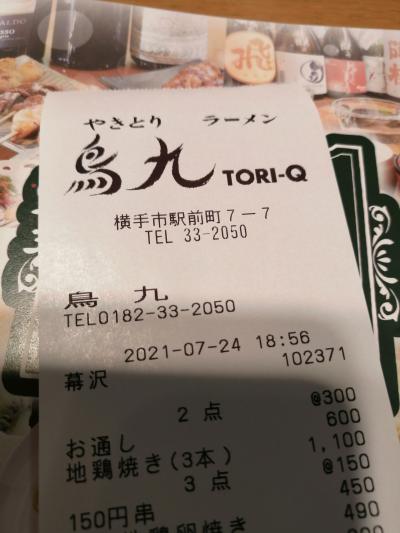 やきとり ラーメン
鳥九 TORI-Q
横手市駅前町7-7
TEL 33-2050
鳥 九
TEL0182-33-2050
2021-07-24 18:56
102371
幕沢
@300
2点 600
お通し 1,100
地鶏焼き(3本) @150
3点 450
150円串 490